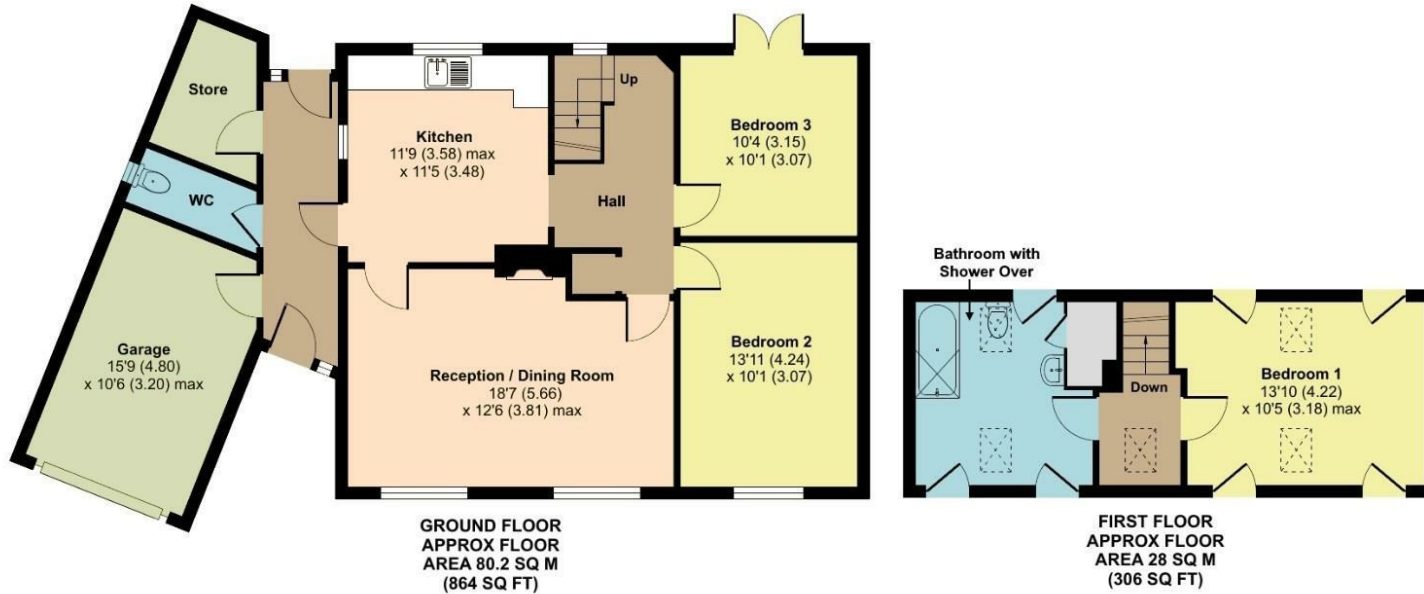 Store
WC
Garage
15'9 (4.80)
x 10'6 (3.20) max
Kitchen
11'9 (3.58) max
x 11'5 (3.48)
Up
Hall
Bedroom 3
10'4 (3.15)
x 10'1 (3.07)
Reception / Dining Room
18'7 (5.66)
x 12'6 (3.81) max
Bedroom 2
13'11 (4.24)
x 10'1 (3.07)
GROUND FLOOR
APPROX FLOOR
AREA 80.2 SQ M
(864 SQ FT)
Bathroom with
Shower Over
Down
Bedroom 1
13'10 (4.22)
x 10'5 (3.18) max
FIRST FLOOR
APPROX FLOOR
AREA 28 SQ M
(306 SQ FT)